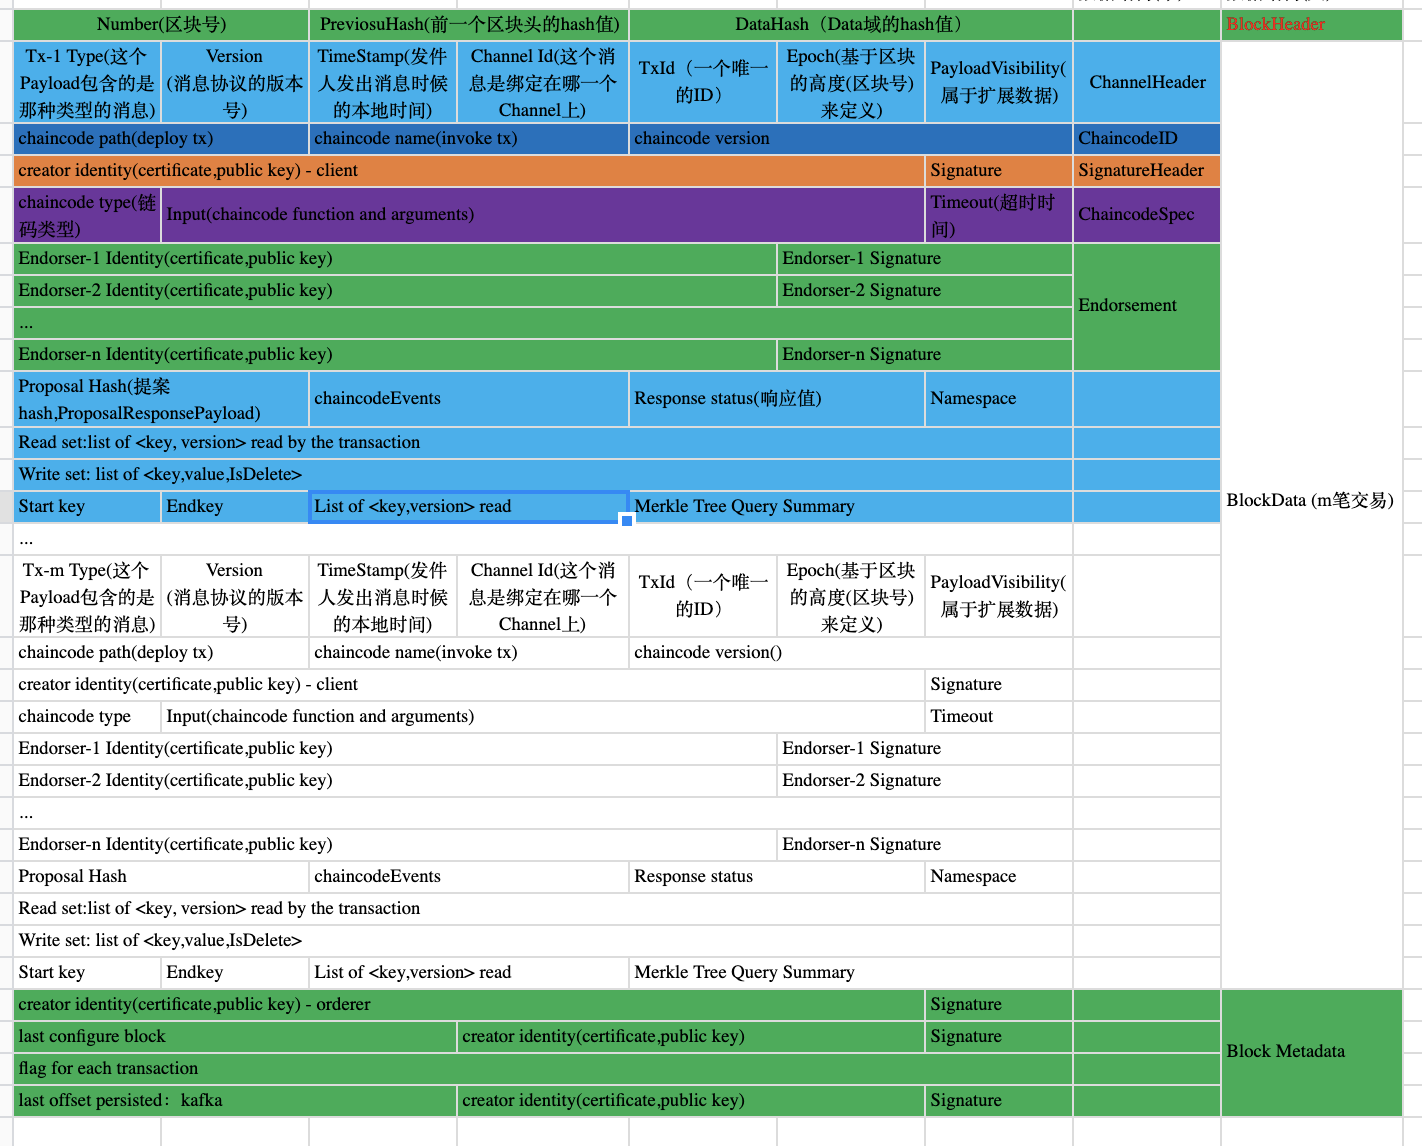 Number(区块号) PreviosuHash(前一个区块头的hash值) DataHash（Data域的hash值） BlockHeader
Tx-1 Type(这个
Payload包含的是
那种类型的消息)
Version
(消息协议的版本
号)
TimeStamp(发件
人发出消息时候
的本地时间)
Channel Id(这个消
息是绑定在哪一个
Channel上)
TxId（一个唯一
的ID）
Epoch(基于区块
的高度(区块号)
来定义)
PayloadVisibility(
属于扩展数据)
ChannelHeader
chaincode path(deploy tx) chaincode name(invoke tx) chaincode version ChaincodeID
creator identity(certificate,public key) - client Signature SignatureHeader
chaincode type(链
码类型)
Input(chaincode function and arguments)
Timeout(超时时
间)
ChaincodeSpec
Endorser-1 Identity(certificate,public key) Endorser-1 Signature
Endorser-2 Identity(certificate,public key) Endorser-2 Signature
Endorsement
...
Endorser-n Identity(certificate,public key) Endorser-n Signature
Proposal Hash(提案
hash,ProposalResponsePayload)
chaincodeEvents Response status(响应值) Namespace
Read set:list of <key, version> read by the transaction
Write set: list of <key,value,IsDelete>
Start key Endkey List of <key,version> read Merkle Tree Query Summary
BlockData (m笔交易)
...
Tx-m Type(这个
Payload包含的是
那种类型的消息)
Version
(消息协议的版本
号)
TimeStamp(发件
人发出消息时候
的本地时间)
Channel Id(这个消
息是绑定在哪一个
Channel上)
TxId（一个唯一
的ID）
Epoch(基于区块
的高度(区块号)
来定义)
PayloadVisibility(
属于扩展数据)
chaincode path(deploy tx) chaincode name(invoke tx) chaincode version()
creator identity(certificate,public key) - client Signature
chaincode type Input(chaincode function and arguments) Timeout
Endorser-1 Identity(certificate,public key) Endorser-1 Signature
Endorser-2 Identity(certificate,public key) Endorser-2 Signature
...
Endorser-n Identity(certificate,public key) Endorser-n Signature
Proposal Hash chaincodeEvents Response status Namespace
Read set:list of <key, version> read by the transaction
Write set: list of <key,value,IsDelete>
Start key Endkey List of <key,version> read Merkle Tree Query Summary
creator identity(certificate,public key) - orderer Signature
last configure block creator identity(certificate,public key) Signature
Block Metadata
flag for each transaction
last offset persisted：kafka creator identity(certificate,public key) Signature